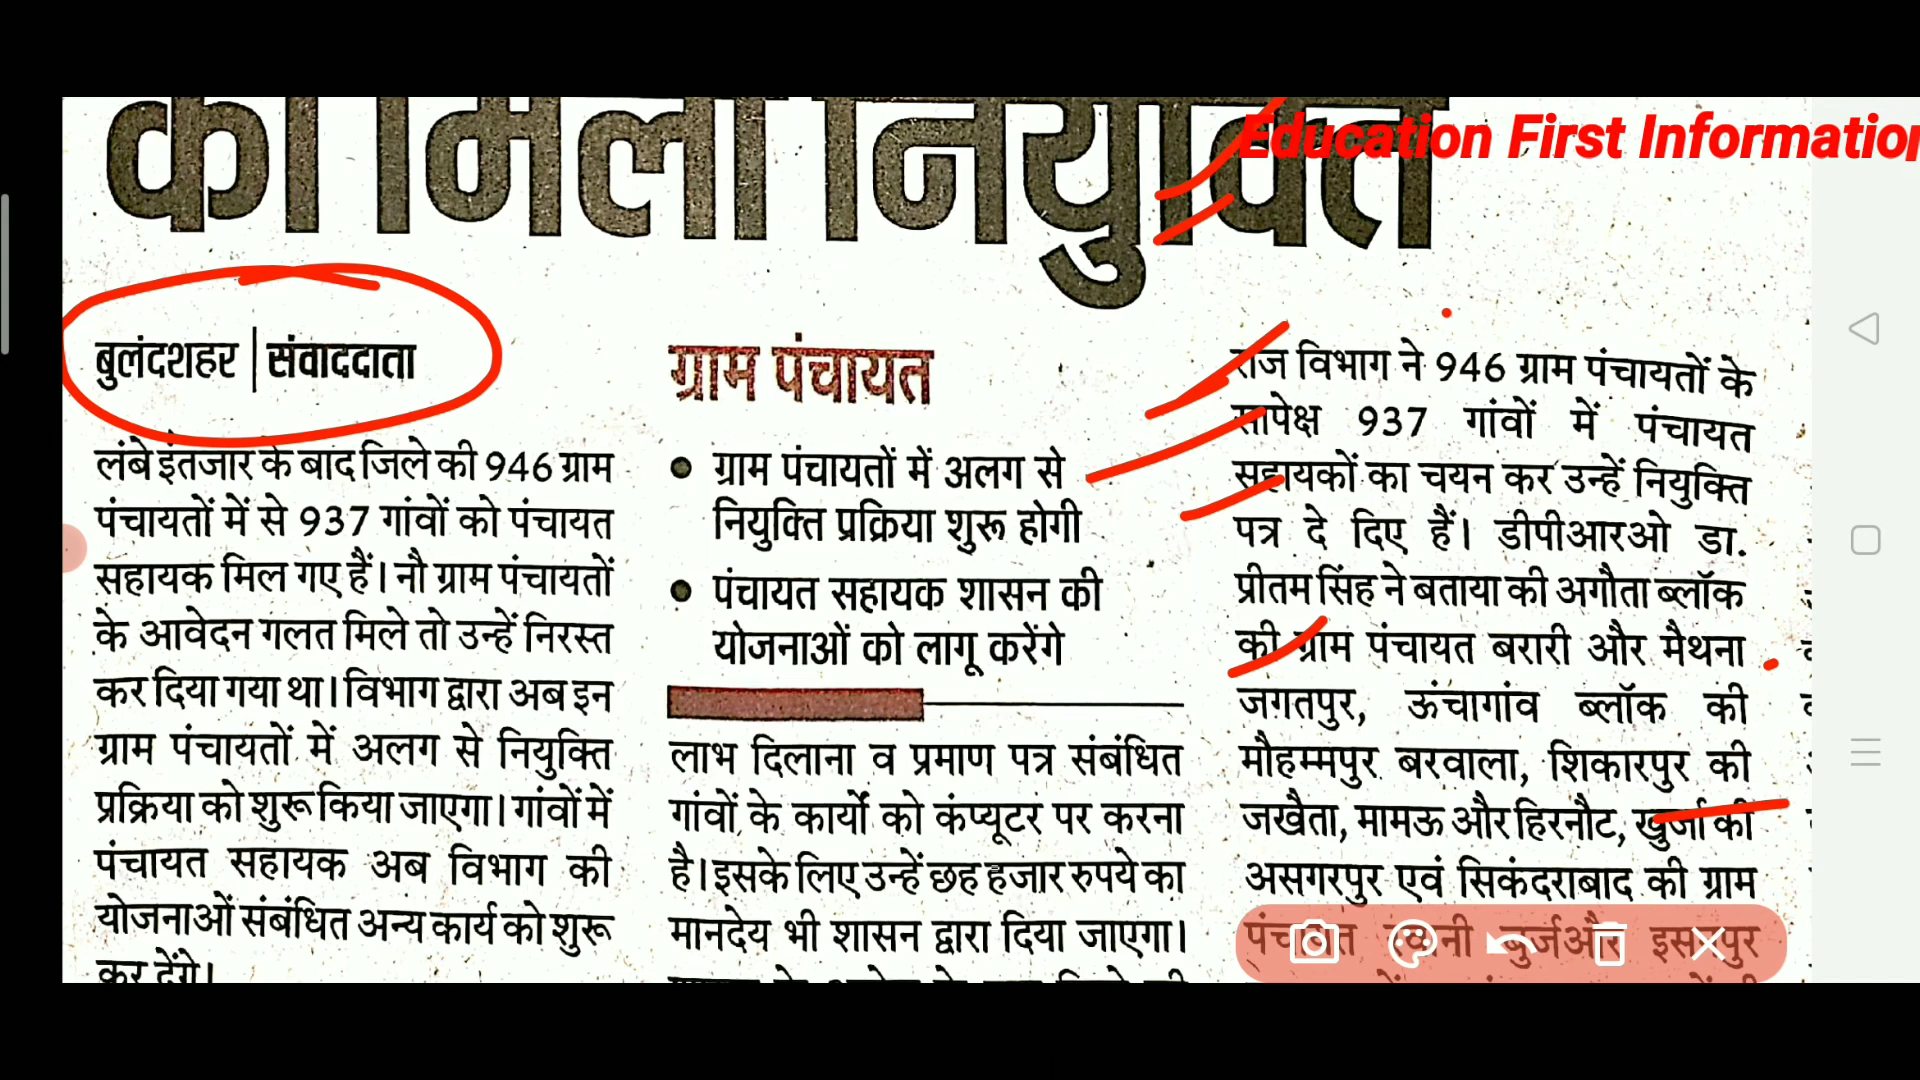 को मिली नियुक्ति
Education First Information
बुलंदशहर | संवाददाता
लंबे इंतजार के बाद जिले की 946 ग्राम
पंचायतों में से 937 गांवों को पंचायत
सहायक मिल गए हैं। नौ ग्राम पंचायतों
के आवेदन गलत मिले तो उन्हें निरस्त
कर दिया गया था। विभाग द्वारा अब इन
ग्राम पंचायतों में अलग से नियुक्ति
प्रक्रिया को शुरू किया जाएगा। गांवों में
पंचायत सहायक अब विभाग की
योजनाओं संबंधित अन्य कार्य को शुरू
कर देंगे।
ग्राम पंचायत
● ग्राम पंचायतों में अलग से
नियुक्ति प्रक्रिया शुरू होगी
● पंचायत सहायक शासन की
योजनाओं को लागू करेंगे
लाभ दिलाना व प्रमाण पत्र संबंधित
गांवों के कार्यों को कंप्यूटर पर करना
है। इसके लिए उन्हें छह हजार रुपये का
मानदेय भी शासन द्वारा दिया जाएगा।
राज विभाग ने 946 ग्राम पंचायतों के
सापेक्ष 937 गांवों में पंचायत
सहायकों का चयन कर उन्हें नियुक्ति
पत्र दे दिए हैं। डीपीआरओ डा.
प्रीतम सिंह ने बताया की अगौता ब्लॉक
की ग्राम पंचायत बरारी और मैथना
जगतपुर, ऊंचागांव ब्लॉक की
मौहम्मपुर बरवाला, शिकारपुर की
जखैता, मामऊ और हिरनौट, खुर्जा की
असगरपुर एवं सिकंदराबाद की ग्राम
पंचायत